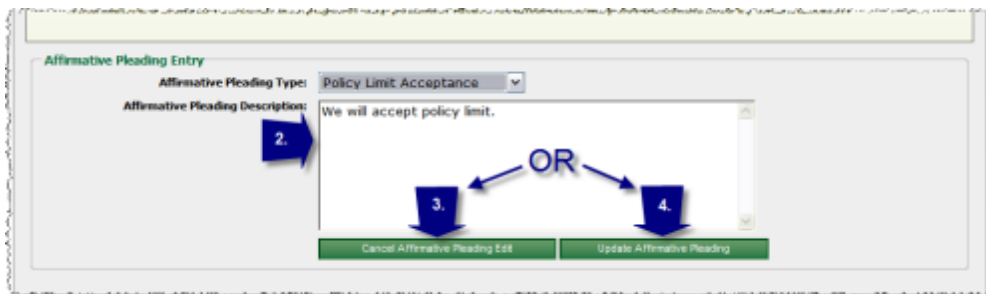 Affirmative Pleading Entry
Affirmative Pleading Type: Policy Limit Acceptance
Affirmative Pleading Description: We will accept policy limit.
2.
OR
3. 4.
Cancel Affirmative Pleading Edit Update Affirmative Pleading